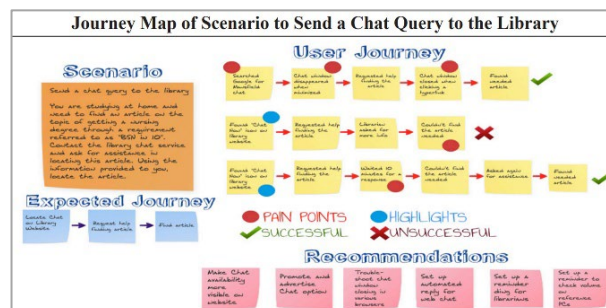 Journey Map of Scenario to Send a Chat Query to the Library
Scenario
Send a chat query to the library
You are studying at home and
need to find an article on the
topic of getting a nursing
degree through a requirement
referred to as "BSN in 10".
Contact the library chat service
and ask for assistance in
locating this article. Using the
information provided to you,
locate the article.
Expected Journey
Locate Chat
on Library
Website
Request help
finding article
Find article
User Journey
Searched
Google for
Mansfield
chat
Chat window
disappeared
when
minimized
Requested help
finding the
article
Chat window
closed when
clicking a
hyperlink
Found needed
article
Found "Chat
Now" icon on
library
website
Requested help
finding the
article
Librarian
asked for
more info
Couldn't find
the article
needed
Found "Chat
Now" icon on
library
website
Requested help
finding the
article
Waited 10
minutes for a
response
Couldn't find
the article
needed
Asked again
for assistance
Found
needed
article
PAIN POINTS
HIGHLIGHTS
SUCCESSFUL
UNSUCCESSFUL
Recommendations
Make Chat
availability
more
visible on
website
Promote and
advertise
Chat option
Trouble-
shoot chat
window
closing in
various
browsers
Set up
automated
reply for
web chat
Set up a
reminder
ding for
librarians
Set up a
reminder to
check volume
on reference
PCs